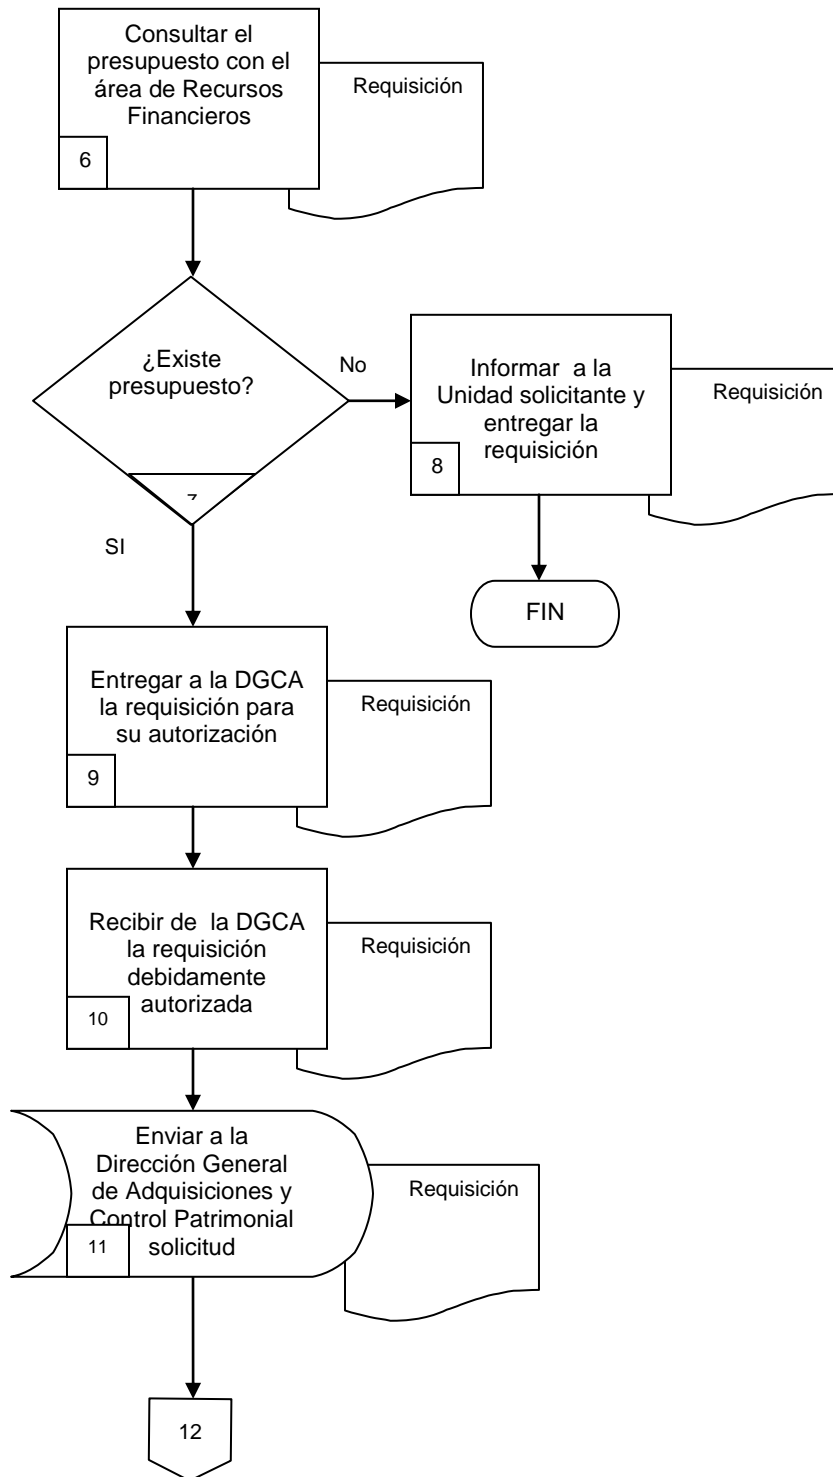 Consultar el
presupuesto con el
área de Recursos
Financieros
6
Requisición
¿Existe
presupuesto?
No
SI
Informar a la
Unidad solicitante y
entregar la
requisición
8
Requisición
FIN
Entregar a la DGCA
la requisición para
su autorización
9
Requisición
Recibir de la DGCA
la requisición
debidamente
autorizada
10
Requisición
Enviar a la
Dirección General
de Adquisiciones y
Control Patrimonial
solicitud
11
Requisición
12